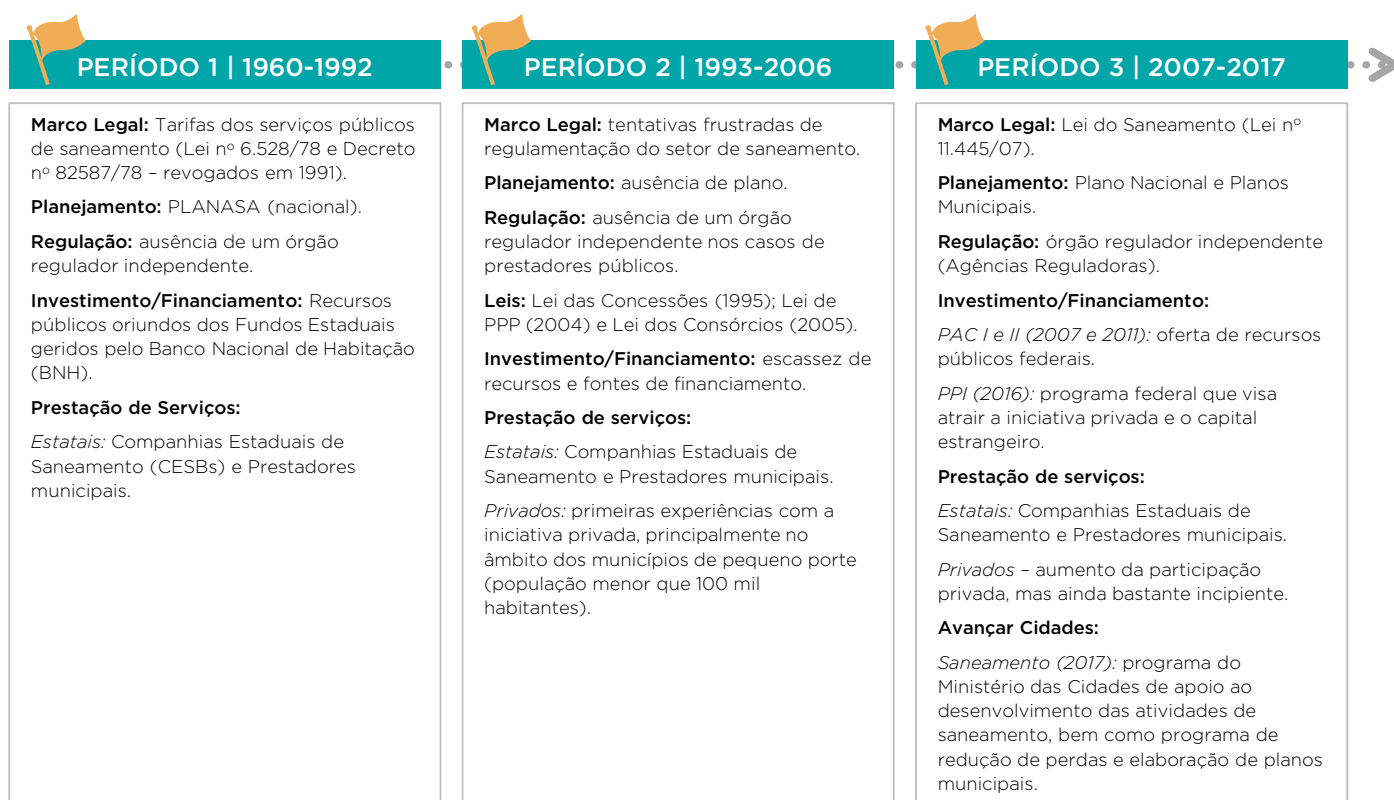 PERÍODO 1 | 1960-1992
Marco Legal: Tarifas dos serviços públicos
de saneamento (Lei nº 6.528/78 e Decreto
nº 82587/78 – revogados em 1991).
Planejamento: PLANASA (nacional).
Regulação: ausência de um órgão
regulador independente.
Investimento/Financiamento: Recursos
públicos oriundos dos Fundos Estaduais
geridos pelo Banco Nacional de Habitação
(BNH).
Prestação de Serviços:
Estatais: Companhias Estaduais de
Saneamento (CESBs) e Prestadores
municipais.
PERÍODO 2 | 1993-2006
Marco Legal: tentativas frustradas de
regulamentação do setor de saneamento.
Planejamento: ausência de plano.
Regulação: ausência de um órgão
regulador independente nos casos de
prestadores públicos.
Leis: Lei das Concessões (1995); Lei de
PPP (2004) e Lei dos Consórcios (2005).
Investimento/Financiamento: escassez de
recursos e fontes de financiamento.
Prestação de serviços:
Estatais: Companhias Estaduais de
Saneamento e Prestadores municipais.
Privados: primeiras experiências com a
iniciativa privada, principalmente no
âmbito dos municípios de pequeno porte
(população menor que 100 mil
habitantes).
PERÍODO 3 | 2007-2017
Marco Legal: Lei do Saneamento (Lei nº
11.445/07).
Planejamento: Plano Nacional e Planos
Municipais.
Regulação: órgão regulador independente
(Agências Reguladoras).
Investimento/Financiamento:
PAC I e II (2007 e 2011): oferta de recursos
públicos federais.
PPI (2016): programa federal que visa
atrair a iniciativa privada e o capital
estrangeiro.
Prestação de serviços:
Estatais: Companhias Estaduais de
Saneamento e Prestadores municipais.
Privados – aumento da participação
privada, mas ainda bastante incipiente.
Avançar Cidades:
Saneamento (2017): programa do
Ministério das Cidades de apoio ao
desenvolvimento das atividades de
saneamento, bem como programa de
redução de perdas e elaboração de planos
municipais.